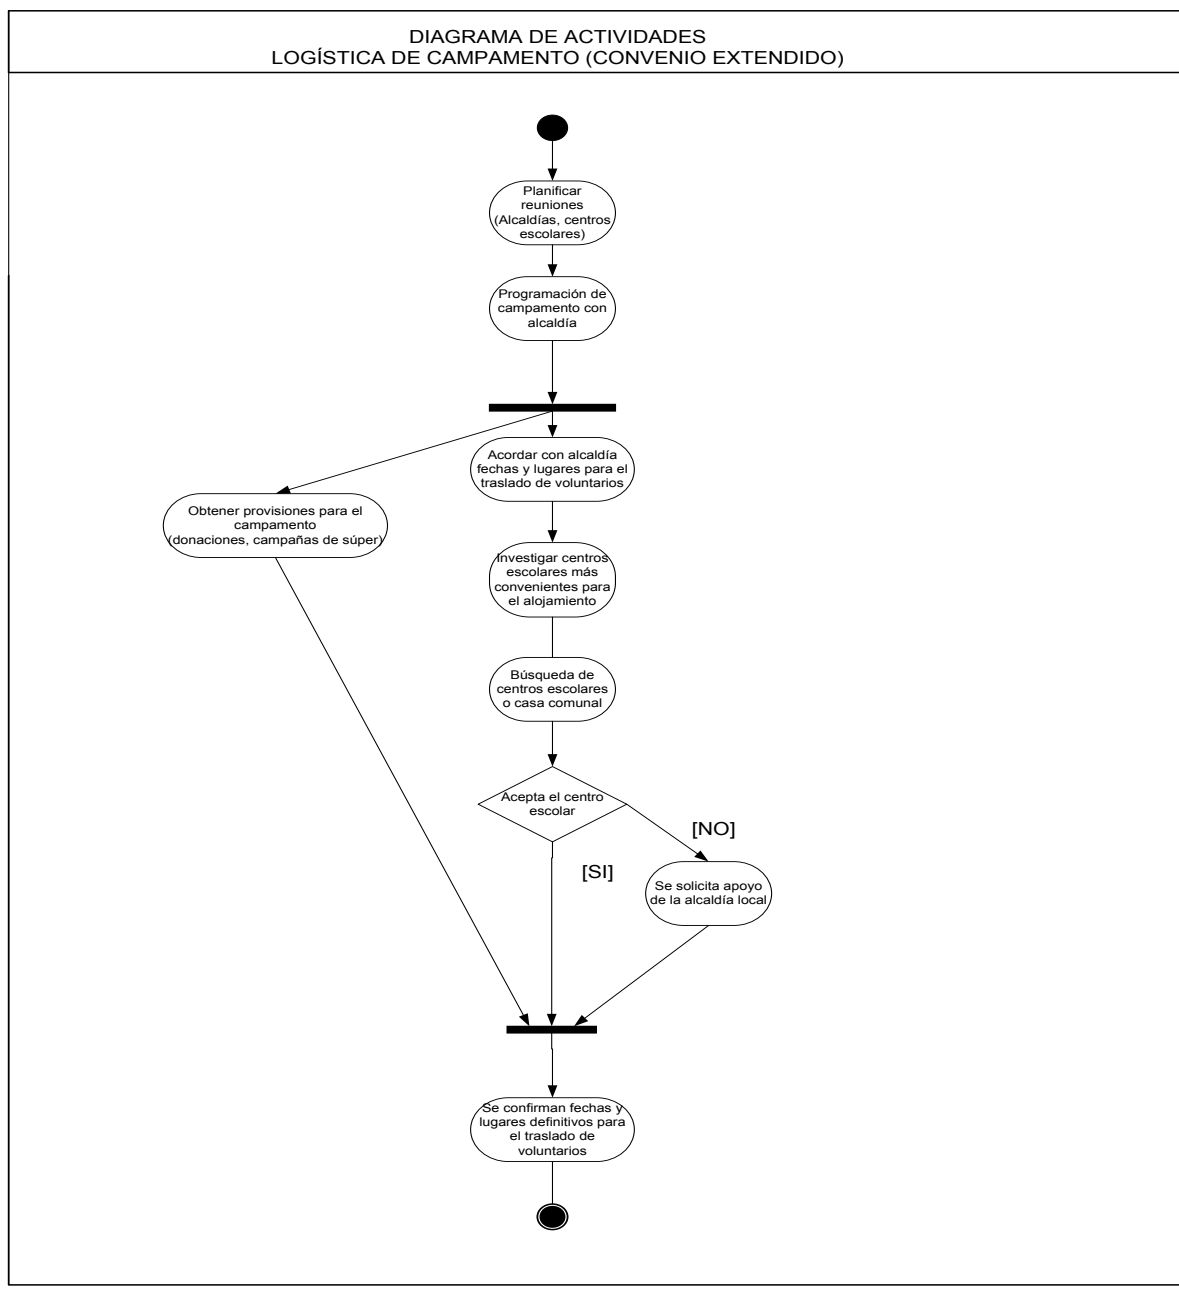 DIAGRAMA DE ACTIVIDADES
LOGÍSTICA DE CAMPAMENTO (CONVENIO EXTENDIDO)
Planificar
reuniones
(Alcaldías, centros
escolares)
Programación de
campamento con
alcaldía
Acordar con alcaldía
fechas y lugares para el
traslado de voluntarios
Obtener provisiones para el
campamento
(donaciones, campañas de súper)
Investigar centros
escolares más
convenientes para
el alojamiento
Búsqueda de
centros escolares
o casa comunal
Acepta el centro
escolar
[NO]
[SI]
Se solicita apoyo
de la alcaldía local
Se confirman fechas y
lugares definitivos para
el traslado de
voluntarios